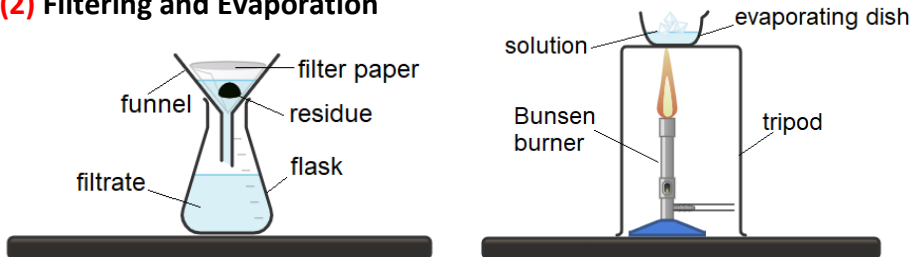 (2) Filtering and Evaporation
filter paper
funnel
residue
flask
filtrate
evaporating dish
solution
Bunsen
burner
tripod